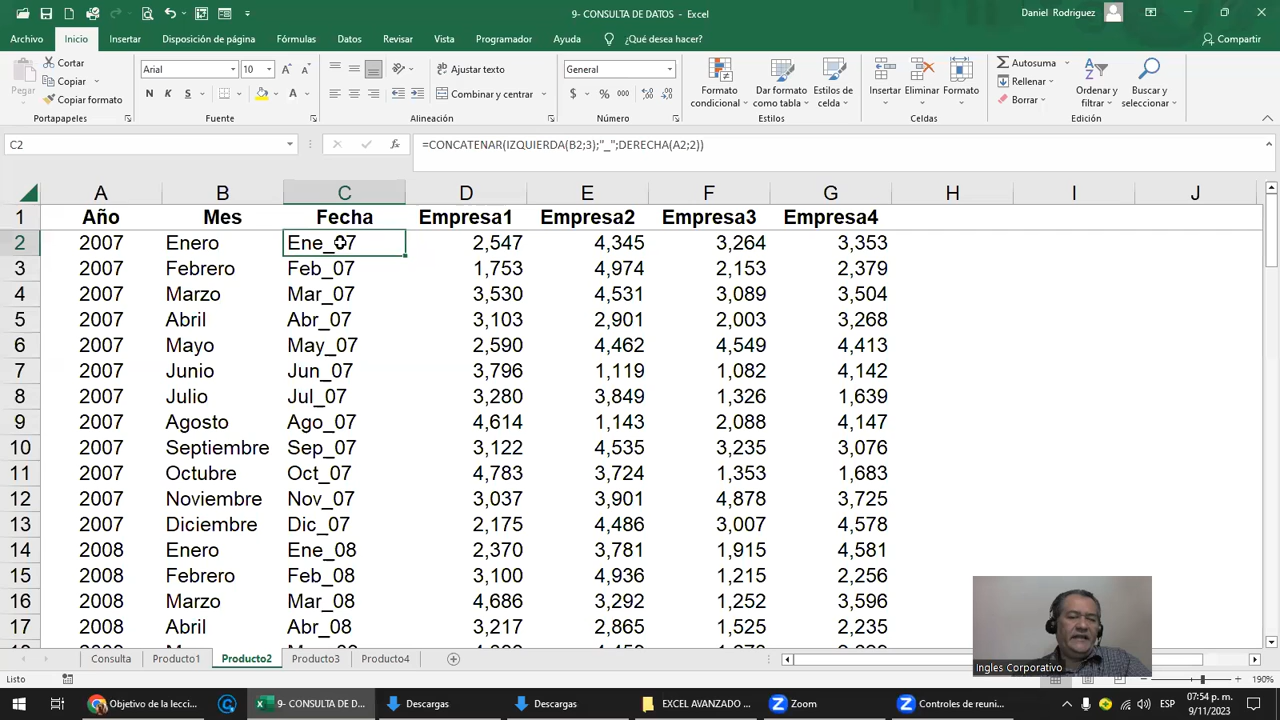 9- CONSULTA DE DATOS - Excel
Daniel Rodriguez
Archivo Inicio Insertar Disposición de página Fórmulas Datos Revisar Vista Programador Ayuda ¿Qué desea hacer? Compartir
Pegar
Cortar
Copiar
Copiar formato
Portapapeles
Arial 10
N K S
Fuente
Ajustar texto
Combinar y centrar
Alineación
General
$ % 000
Número
Formato condicional
Dar formato como tabla
Estilos de celda
Estilos
Insertar Eliminar Formato
Celdas
Autosuma
Rellenar
Borrar
Ordenar y filtrar
Buscar y seleccionar
Edición
C2 fx =CONCATENAR(IZQUIERDA(B2;3);"_";DERECHA(A2;2))
A B C D E F G H I J
1 Año Mes Fecha Empresa1 Empresa2 Empresa3 Empresa4
2 2007 Enero Ene_07 2,547 4,345 3,264 3,353
3 2007 Febrero Feb_07 1,753 4,974 2,153 2,379
4 2007 Marzo Mar_07 3,530 4,531 3,089 3,504
5 2007 Abril Abr_07 3,103 2,901 2,003 3,268
6 2007 Mayo May_07 2,590 4,462 4,549 4,413
7 2007 Junio Jun_07 3,796 1,119 1,082 4,142
8 2007 Julio Jul_07 3,280 3,849 1,326 1,639
9 2007 Agosto Ago_07 4,614 1,143 2,088 4,147
10 2007 Septiembre Sep_07 3,122 4,535 3,235 3,076
11 2007 Octubre Oct_07 4,783 3,724 1,353 1,683
12 2007 Noviembre Nov_07 3,037 3,901 4,878 3,725
13 2007 Diciembre Dic_07 2,175 4,486 3,007 4,578
14 2008 Enero Ene_08 2,370 3,781 1,915 4,581
15 2008 Febrero Feb_08 3,100 4,936 1,215 2,256
16 2008 Marzo Mar_08 4,686 3,292 1,252 3,596
17 2008 Abril Abr_08 3,217 2,865 1,525 2,235
Ingles Corporativo
Consulta Producto1 Producto2 Producto3 Producto4
Listo 190%
Objetivo de la lecci... 9- CONSULTA DE D... Descargas Descargas EXCEL AVANZADO ... Zoom Controles de reuni... ESP
07:54 p. m.
9/11/2023